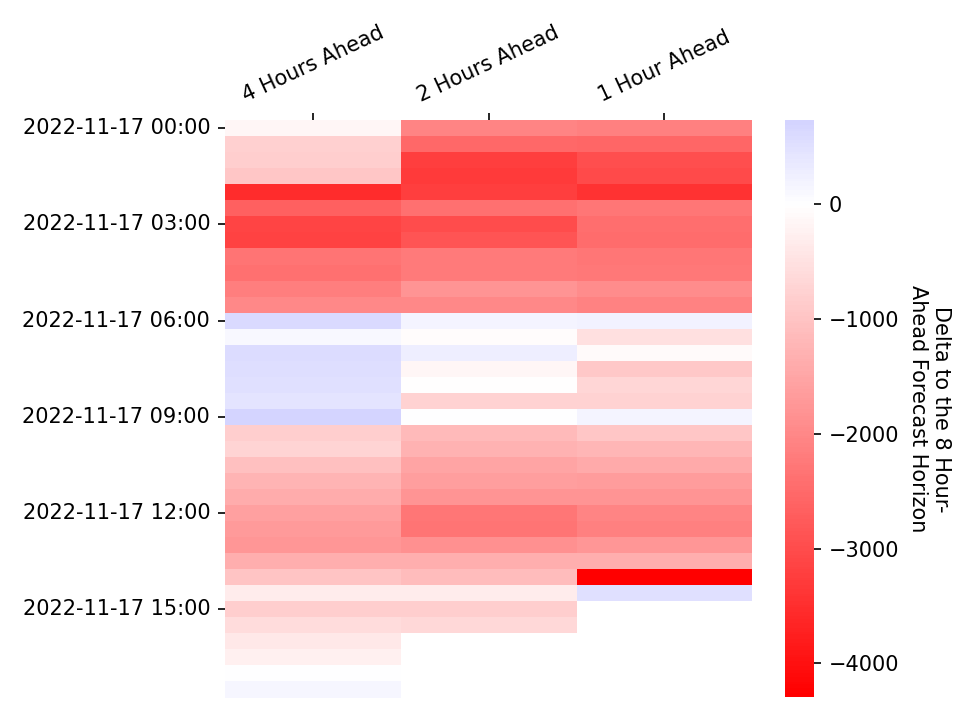 4 Hours Ahead
2 Hours Ahead
1 Hour Ahead
2022-11-17 00:00
2022-11-17 03:00
2022-11-17 06:00
2022-11-17 09:00
2022-11-17 12:00
2022-11-17 15:00
0
−1000
−2000
−3000
−4000
Delta to the 8 Hour-
Ahead Forecast Horizon